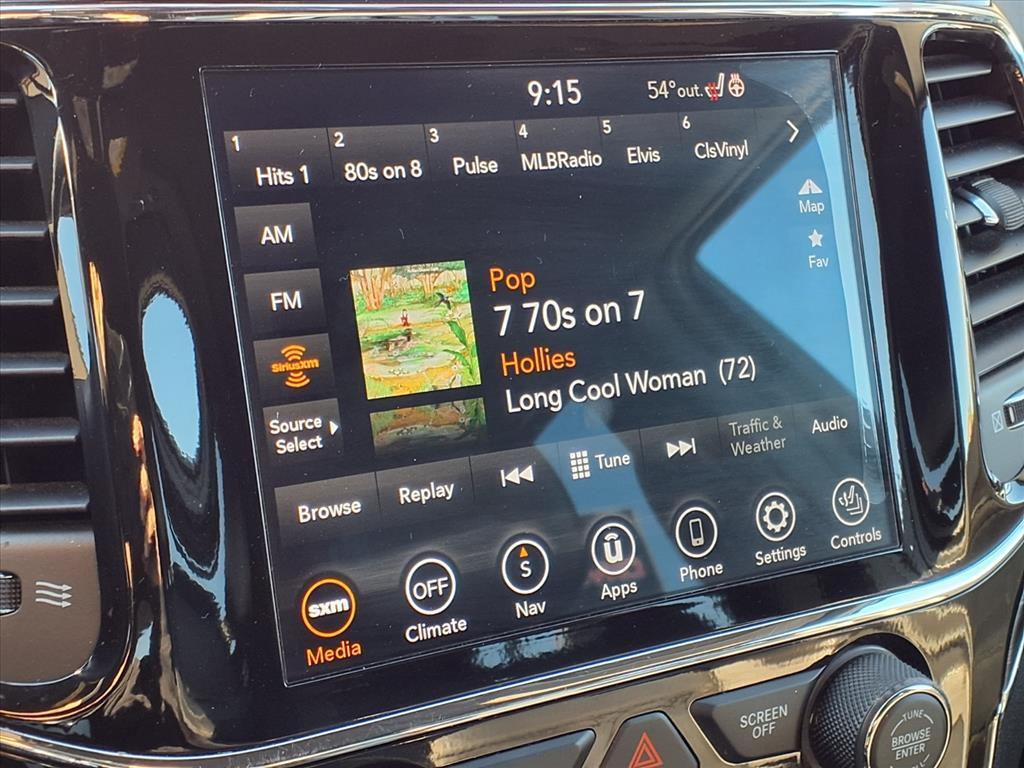 9:15
54°out.
1
Hits 1
2
80s on 8
3
Pulse
4
MLBRadio
5
Elvis
6
ClsVinyl
Map
Fav
AM
FM
SiriusXM
Source
Select
Pop
7 70s on 7
Hollies
Long Cool Woman (72)
Browse
Replay
Tune
Traffic &
Weather
Audio
sxm
Media
OFF
Climate
S
Nav
û
Apps
Phone
Settings
Controls
SCREEN
OFF
TUNE
BROWSE
ENTER